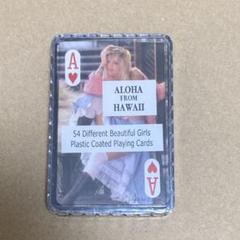 A
ALOHA
FROM
HAWAII
54 Different Beautiful Girls
Plastic Coated Playing Cards
A